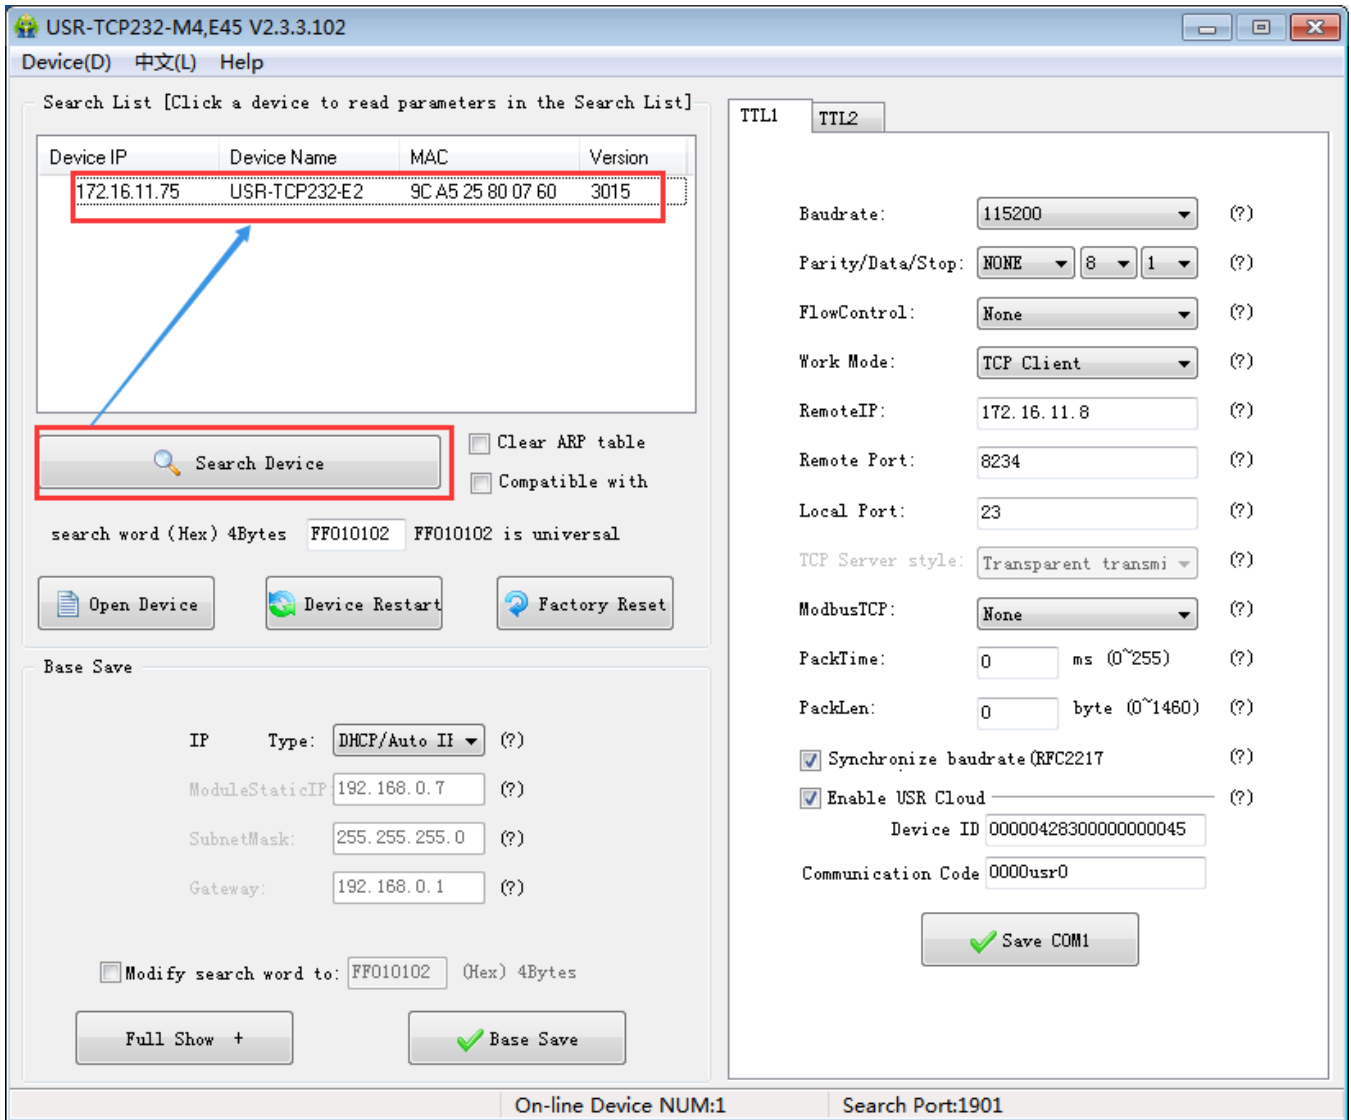 USR-TCP232-M4,E45 V2.3.3.102
Device(D) 中文(L) Help
Search List [Click a device to read parameters in the Search List]
Device IP Device Name MAC Version
172.16.11.75 USR-TCP232-E2 9C A5 25 80 07 60 3015
Search Device
Clear ARP table
Compatible with
search word (Hex) 4Bytes FF010102 FF010102 is universal
Open Device Device Restart Factory Reset
Base Save
IP Type: DHCP/Auto II (?)
ModuleStaticIP: 192.168.0.7 (?)
SubnetMask: 255.255.255.0 (?)
Gateway: 192.168.0.1 (?)
Modify search word to: FF010102 (Hex) 4Bytes
Full Show + Base Save
TTL1 TTL2
Baudrate: 115200 (?)
Parity/Data/Stop: NONE 8 1 (?)
FlowControl: None (?)
Work Mode: TCP Client (?)
RemoteIP: 172.16.11.8 (?)
Remote Port: 8234 (?)
Local Port: 23 (?)
TCP Server style: Transparent transmi (?)
ModbusTCP: None (?)
PackTime: 0 ms (0~255) (?)
PackLen: 0 byte (0~1460) (?)
Synchronize baudrate(RFC2217 (?)
Enable USR Cloud (?)
Device ID 00000428300000000045
Communication Code 0000usr0
Save COM1
On-line Device NUM:1 Search Port:1901